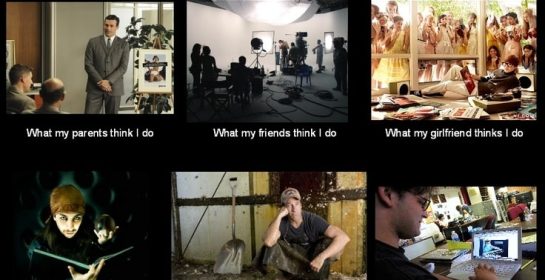 What my parents think I do
What my friends think I do
What my girlfriend thinks I do